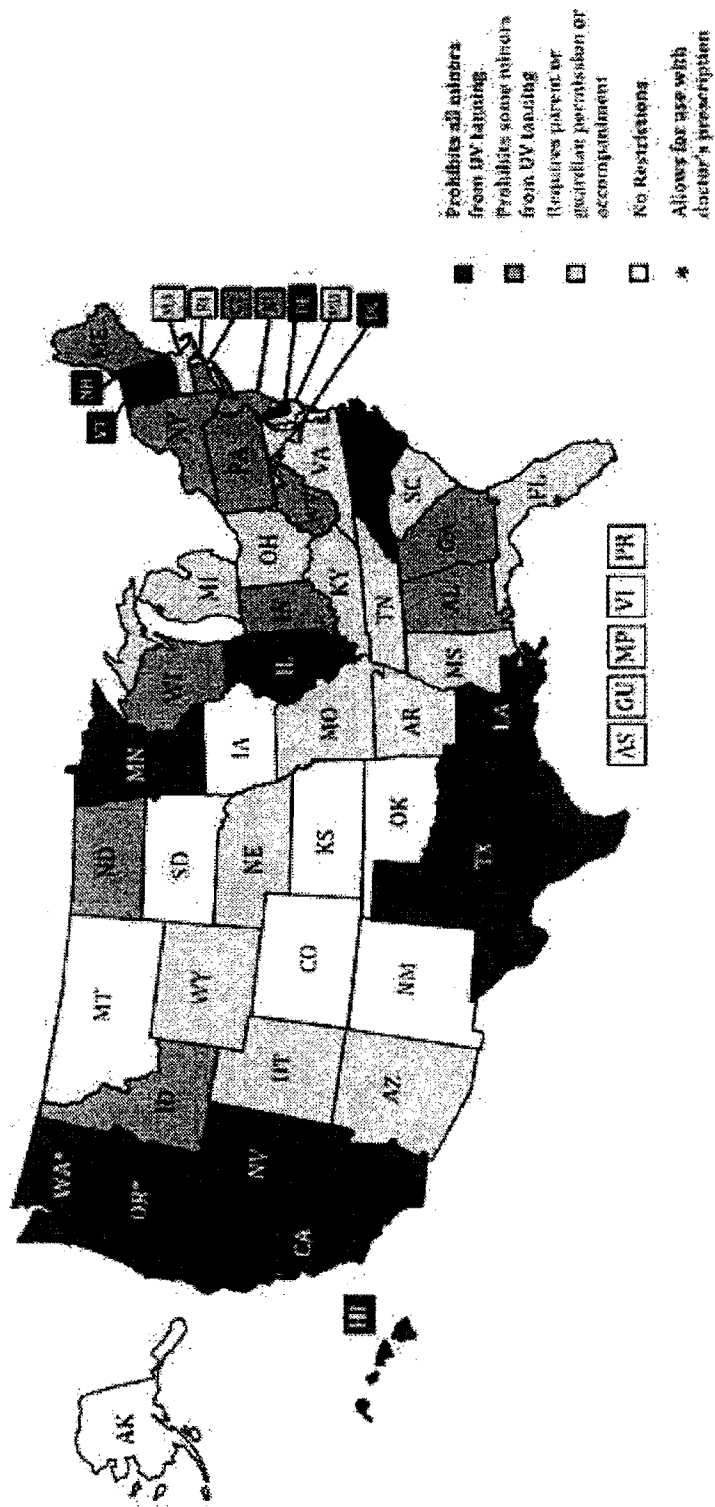 AK
HI
WA*
OR*
CA
NV
ID
MT
WY
UT
AZ
CO
NM
ND
SD
NE
KS
OK
TX
MN
IA
MO
AR
LA
WI
IL
MI
IN
OH
KY
TN
MS
AL
GA
FL
SC
VA
WV
PA
NY
VT
NH
ME
MA
RI
CT
NJ
DE
MD
DC
AS
GU
MP
VI
PR
Prohibits all minors
from UV tanning
Prohibits some minors
from UV tanning
Requires parent or
guardian permission or
accompaniment
No Restrictions
* Allows for use with
doctor's prescription